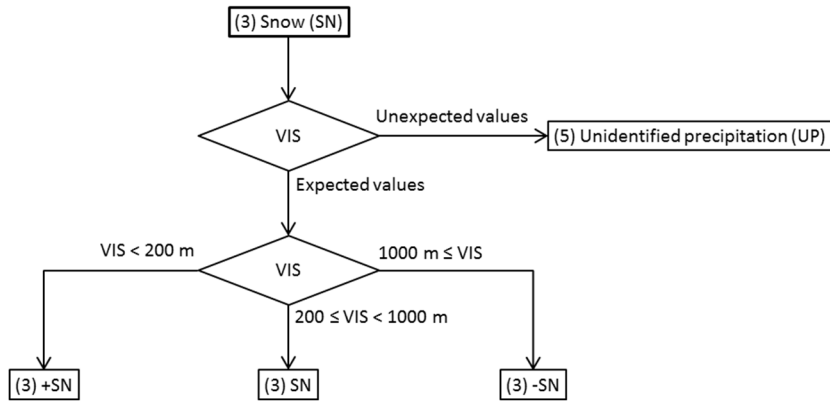 (3) Snow (SN)
VIS
Unexpected values
(5) Unidentified precipitation (UP)
Expected values
VIS < 200 m
VIS
1000 m ≤ VIS
200 ≤ VIS < 1000 m
(3) +SN
(3) SN
(3) -SN